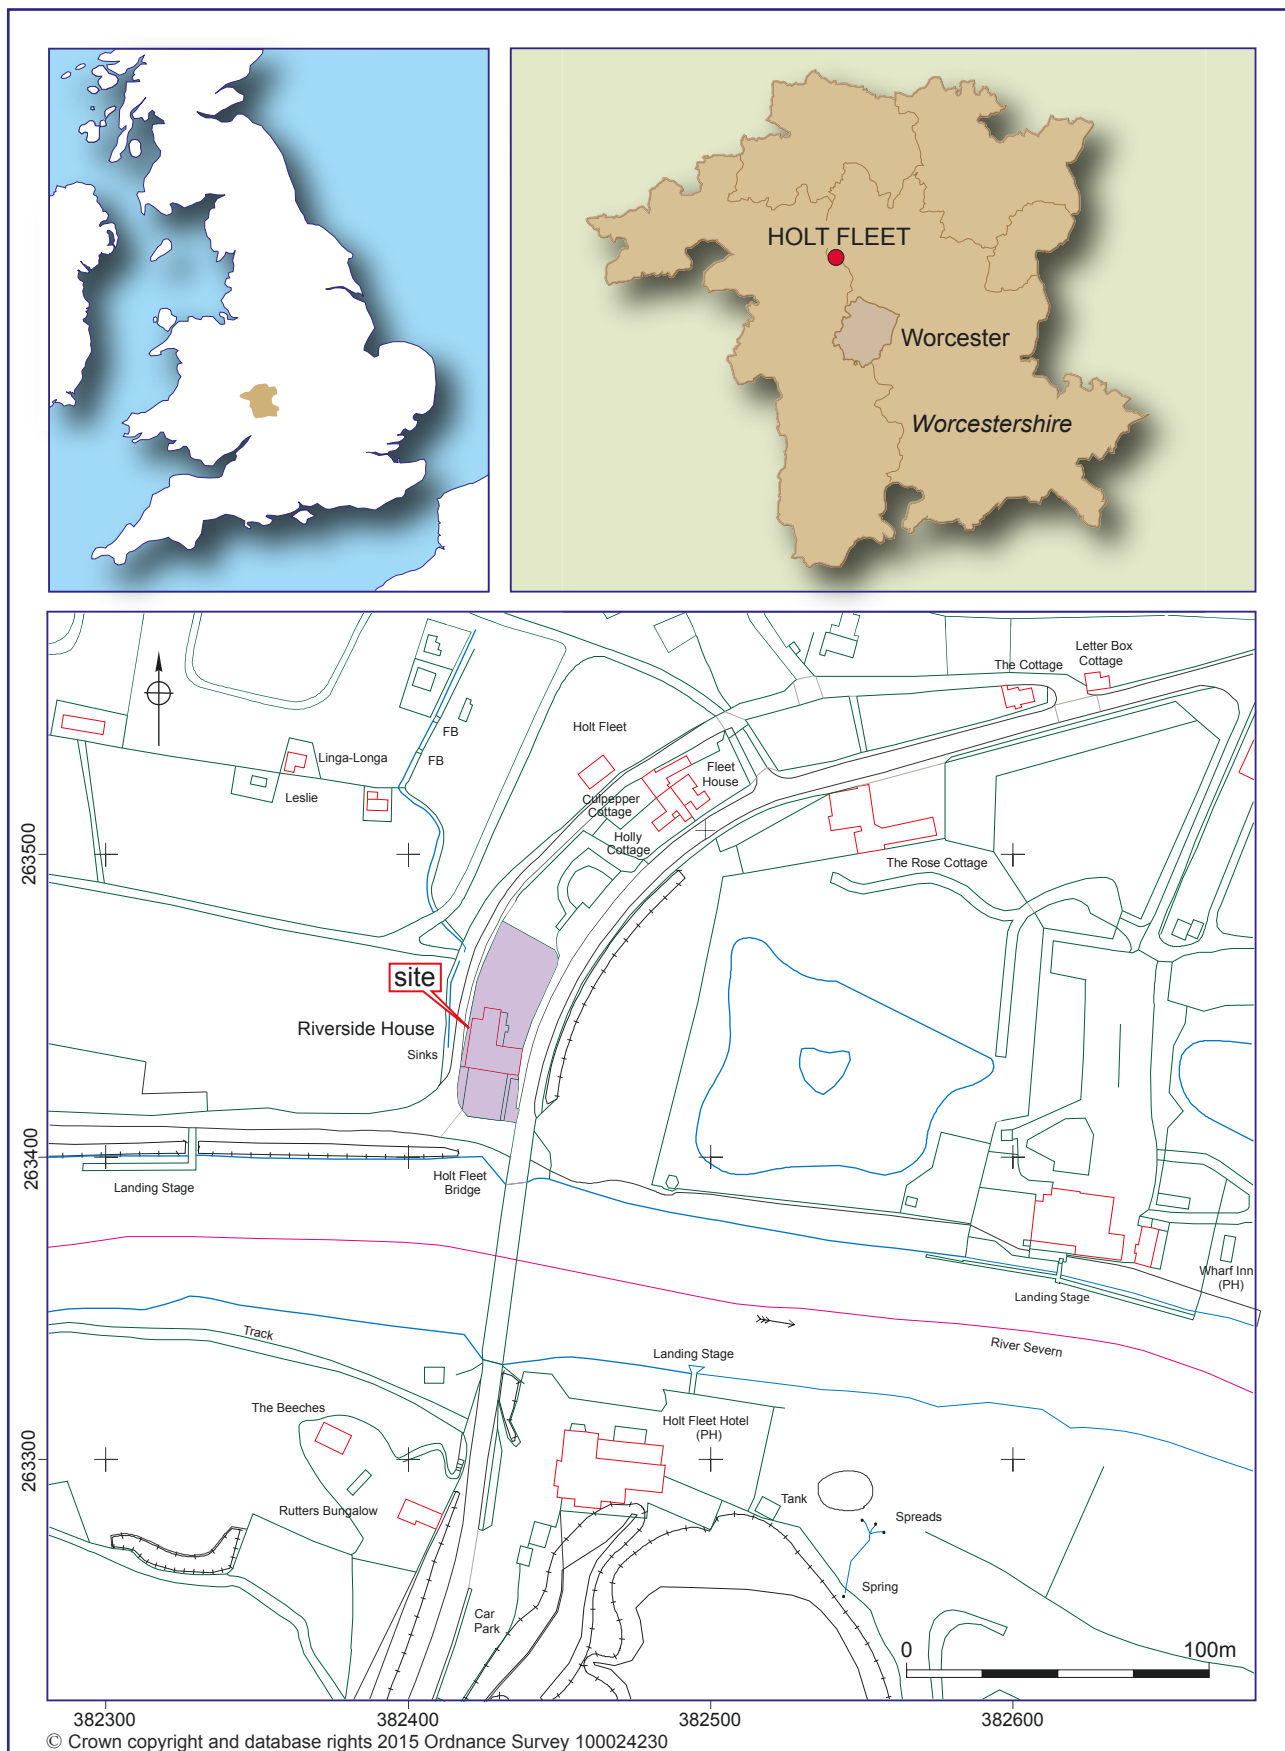 HOLT FLEET
Worcester
Worcestershire
The Cottage
Letter Box
Cottage
FB
FB
Holt Fleet
Linga-Longa
Leslie
Fleet
House
Culpepper
Cottage
Holly
Cottage
The Rose Cottage
263500
site
Riverside House
Sinks
263400
Landing Stage
Holt Fleet
Bridge
Wharf Inn
(PH)
Landing Stage
River Severn
Track
Landing Stage
The Beeches
Holt Fleet Hotel
(PH)
263300
Rutters Bungalow
Tank
Spreads
Spring
Car
Park
0
100m
382300
382400
382500
382600
© Crown copyright and database rights 2015 Ordnance Survey 100024230